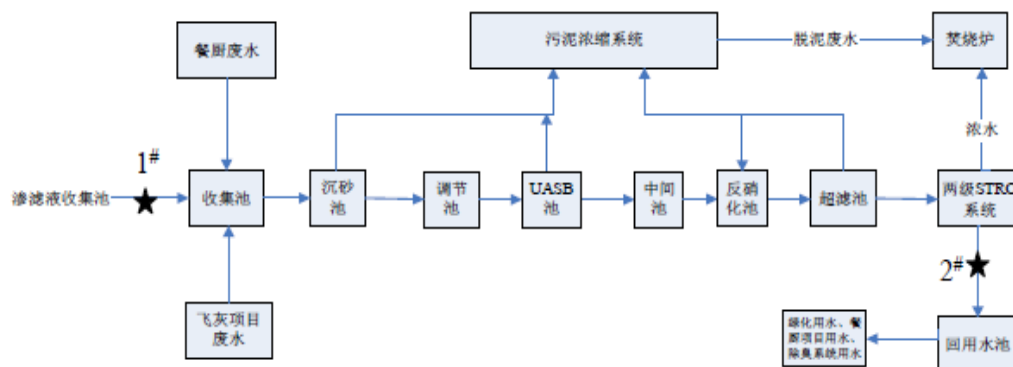 餐厨废水
污泥浓缩系统
脱泥废水
焚烧炉
浓水
1#
渗滤液收集池
收集池
沉砂
池
调节
池
UASB
池
中间
池
反硝
化池
超滤池
两级STRO
系统
2#
飞灰项目
废水
绿化用水、餐
厨项目用水、
除臭系统用水
回用水池